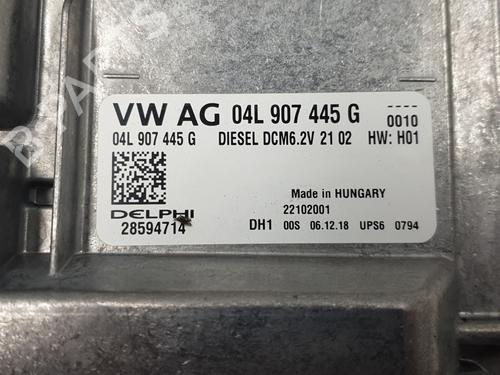 VW AG 04L 907 445 G 0010
04L 907 445 G DIESEL DCM6.2V 21 02 HW: H01
Made in HUNGARY
22102001
DELPHI
28594714 DH1 00S 06.12.18 UPS6 0794
B-PARTS